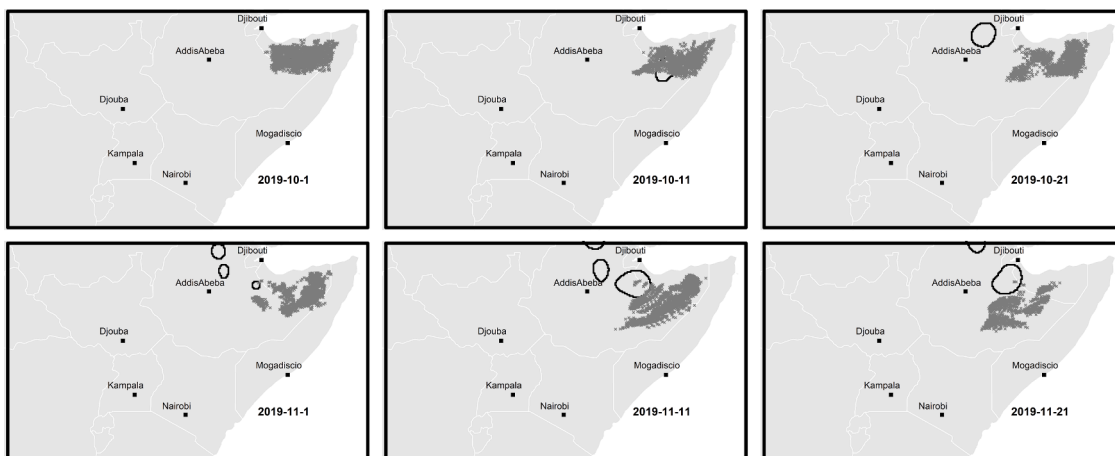 Djibouti
AddisAbeba
Djouba
Mogadiscio
Kampala
Nairobi
2019-10-1
Djibouti
AddisAbeba
Djouba
Mogadiscio
Kampala
Nairobi
2019-10-11
Djibouti
AddisAbeba
Djouba
Mogadiscio
Kampala
Nairobi
2019-10-21
Djibouti
AddisAbeba
Djouba
Mogadiscio
Kampala
Nairobi
2019-11-1
Djibouti
AddisAbeba
Djouba
Mogadiscio
Kampala
Nairobi
2019-11-11
Djibouti
AddisAbeba
Djouba
Mogadiscio
Kampala
Nairobi
2019-11-21